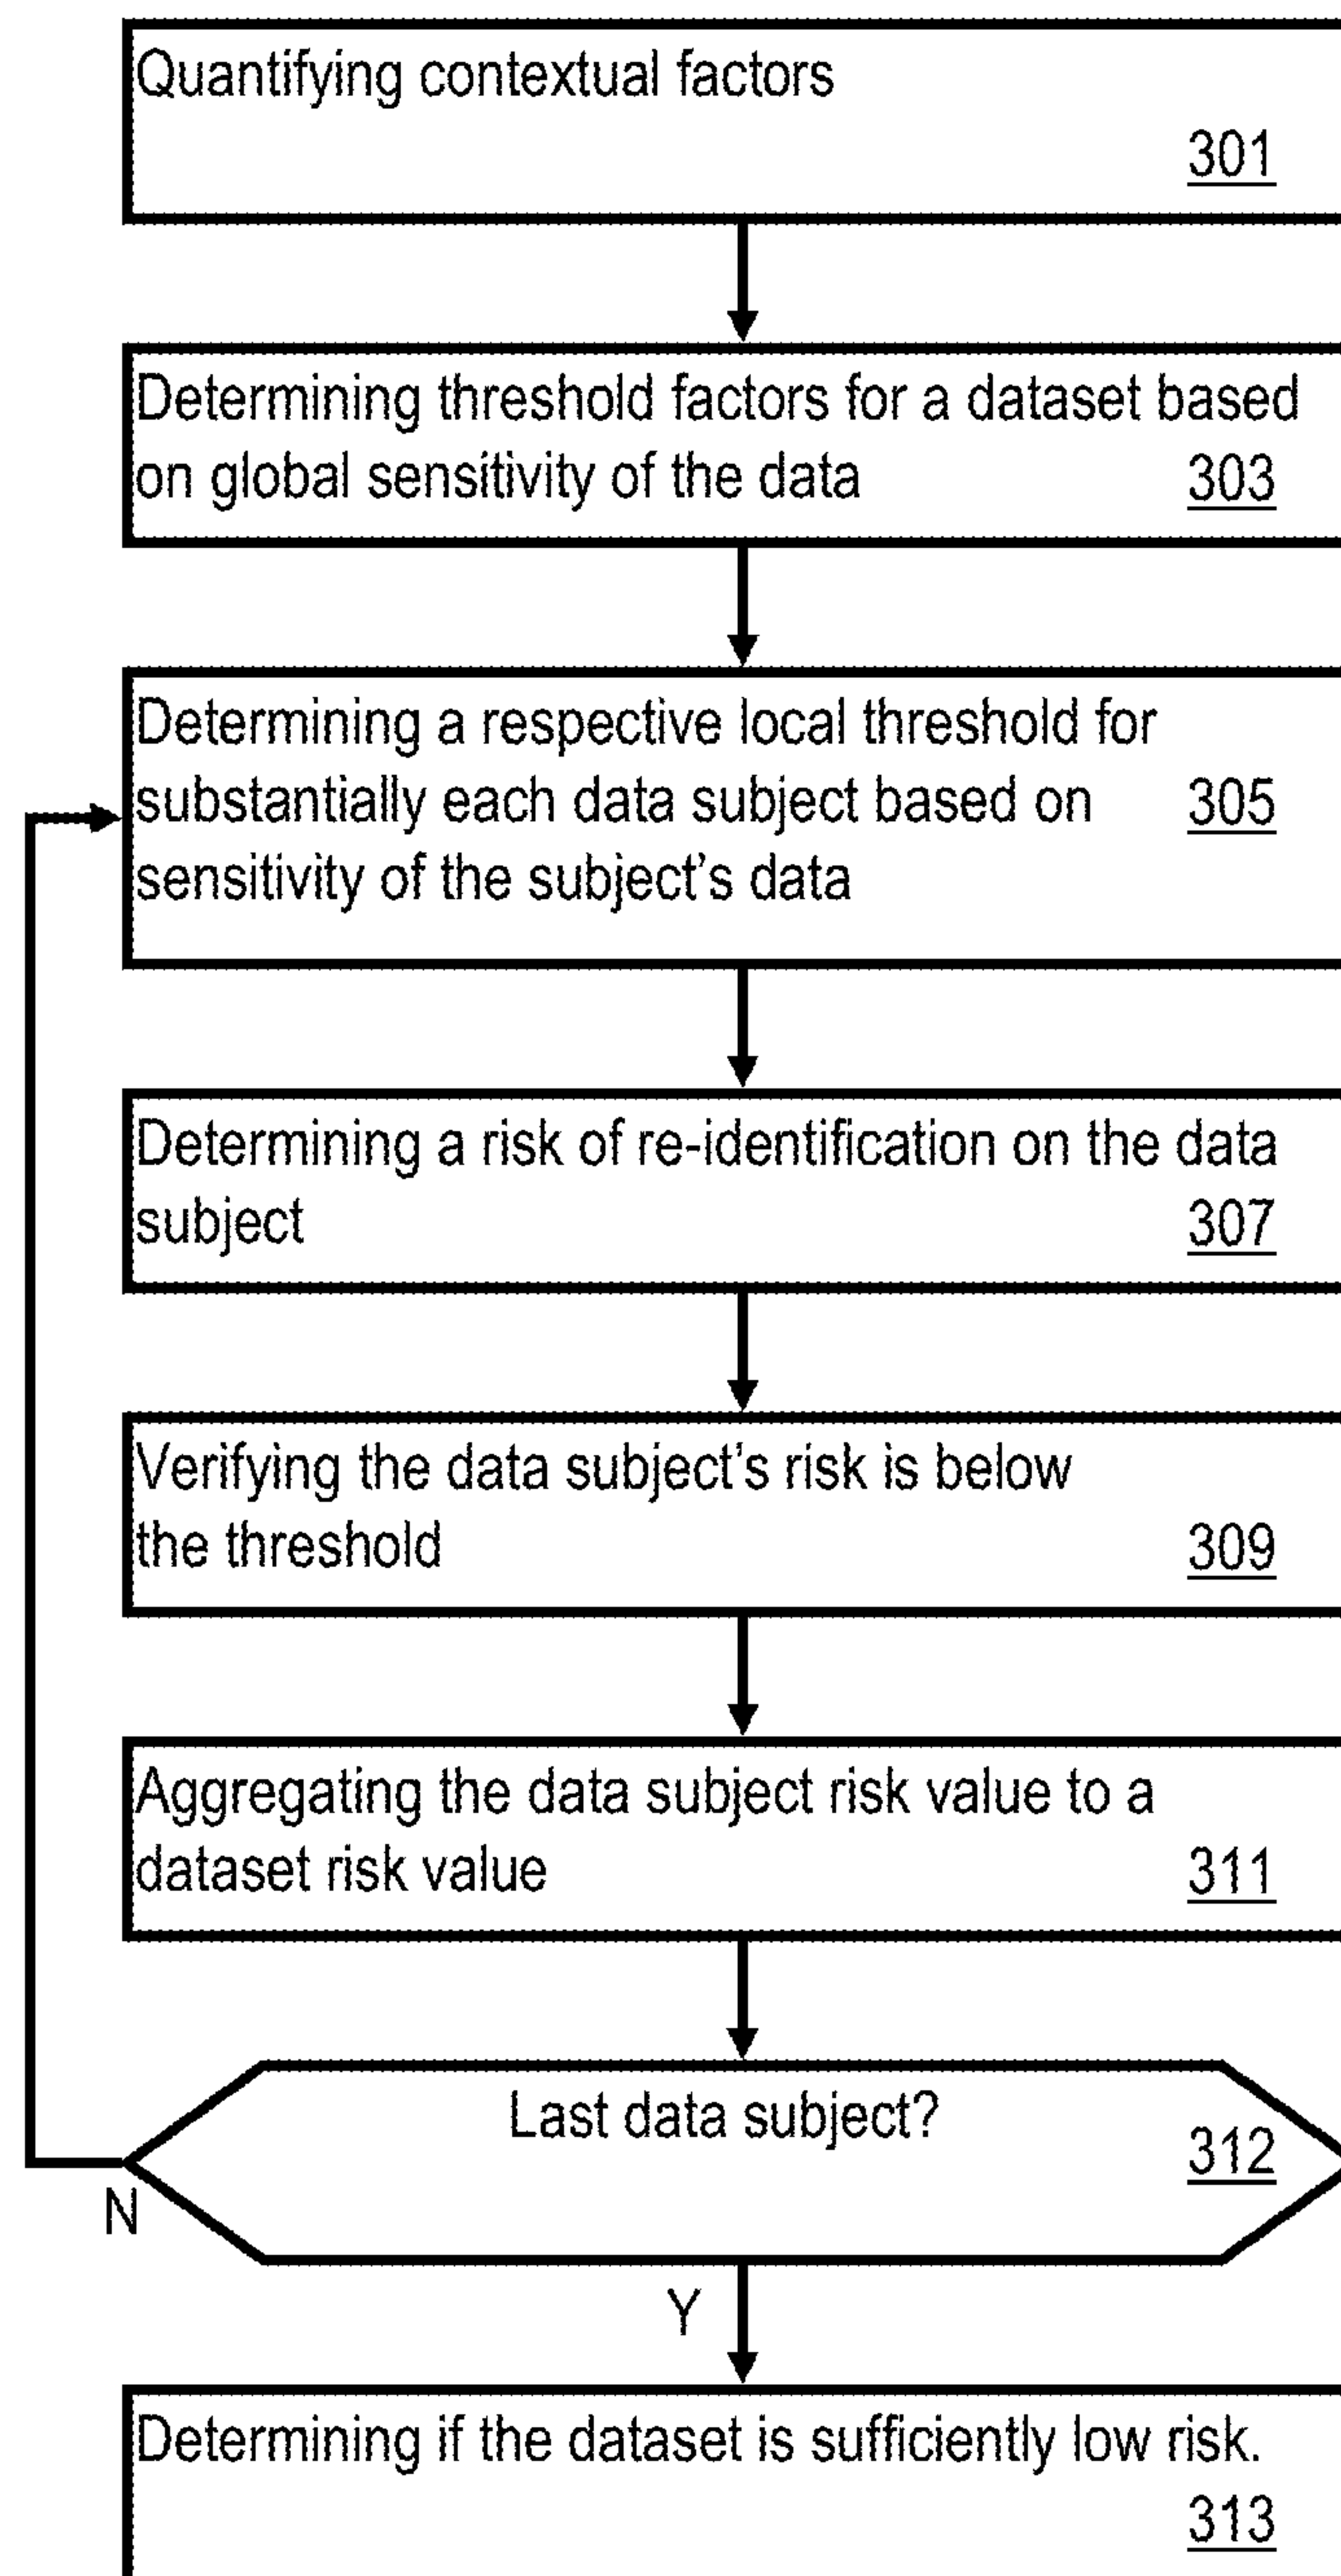 Quantifying contextual factors
301
Determining threshold factors for a dataset based
on global sensitivity of the data 303
Determining a respective local threshold for
substantially each data subject based on 305
sensitivity of the subject's data
Determining a risk of re-identification on the data
subject 307
Verifying the data subject's risk is below
the threshold 309
Aggregating the data subject risk value to a
dataset risk value 311
Last data subject?
312
N
Y
Determining if the dataset is sufficiently low risk.
313